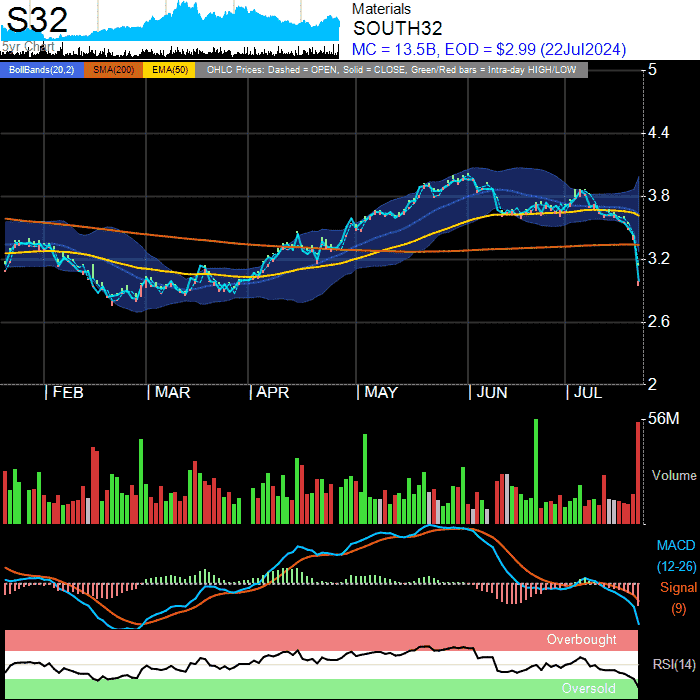 S32
5yr Chart
Materials
SOUTH32
MC = 13.5B, EOD = $2.99 (22Jul2024)
BollBands(20,2) SMA(200) EMA(50) OHLC Prices: Dashed = OPEN, Solid = CLOSE, Green/Red bars = Intra-day HIGH/LOW
5
4.4
3.8
3.2
2.6
2
FEB MAR APR MAY JUN JUL
56M
Volume
MACD
(12-26)
Signal
(9)
Overbought
RSI(14)
Oversold